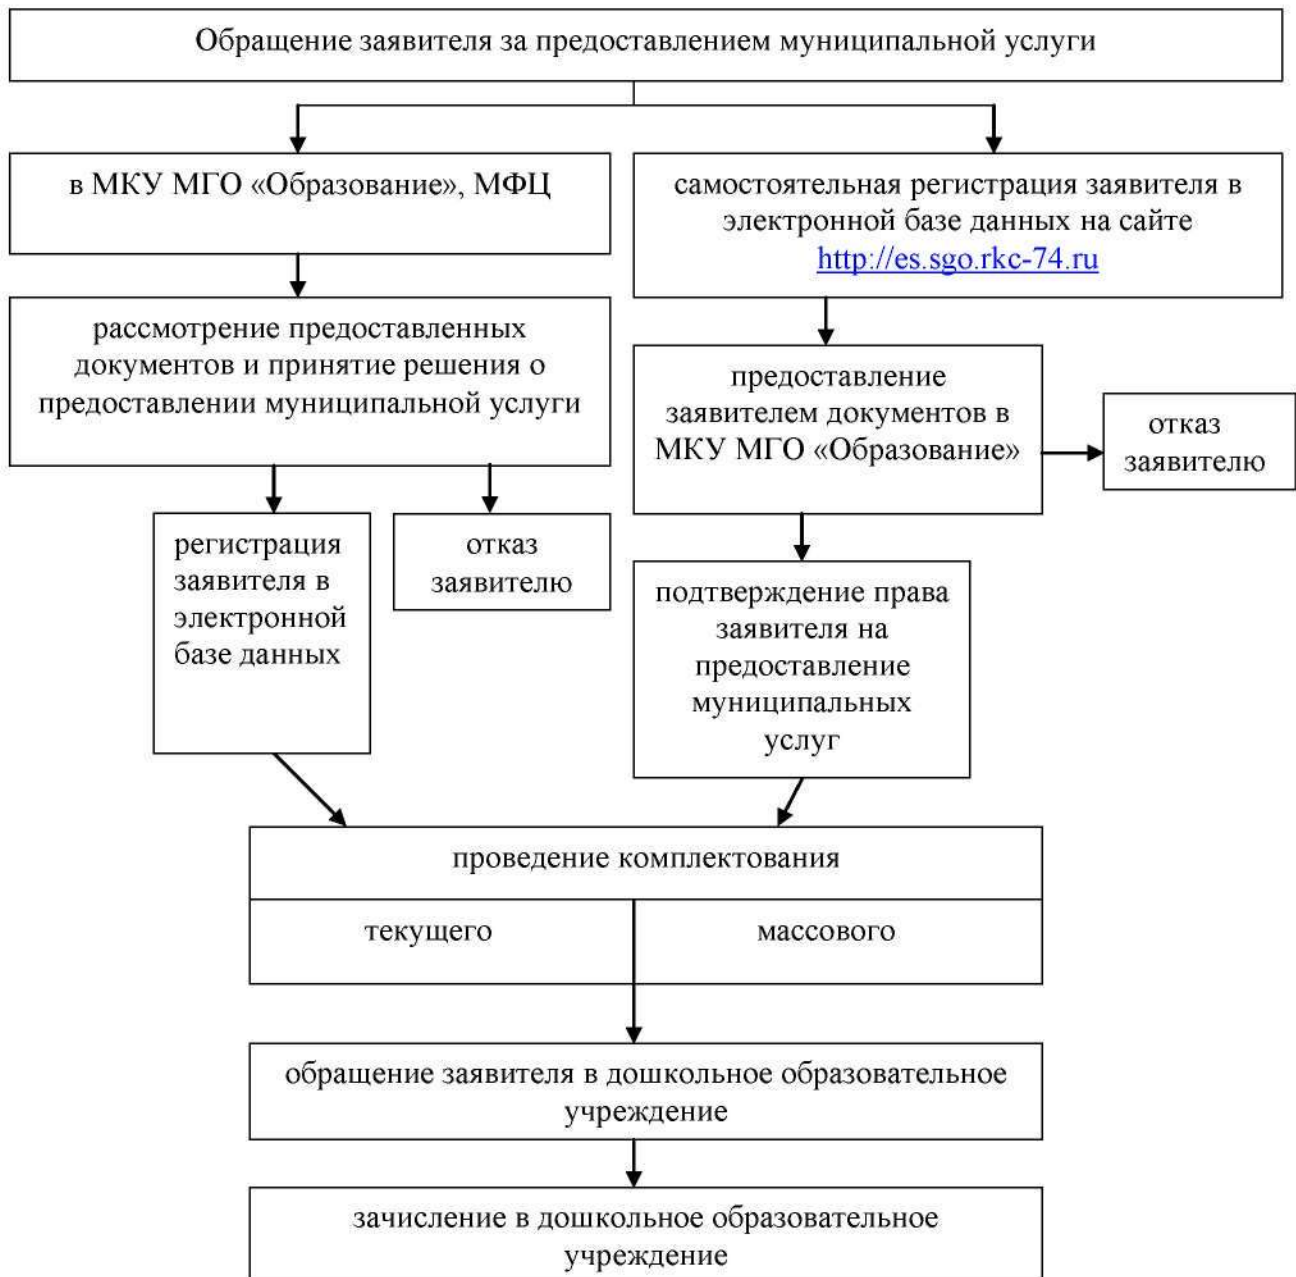 Обращение заявителя за предоставлением муниципальной услуги
в МКУ МГО «Образование», МФЦ
самостоятельная регистрация заявителя в
электронной базе данных на сайте
http://es.sgo.rkc-74.ru
рассмотрение предоставленных
документов и принятие решения о
предоставлении муниципальной услуги
предоставление
заявителем документов в
МКУ МГО «Образование»
отказ
заявителю
регистрация
заявителя в
электронной
базе данных
отказ
заявителю
подтверждение права
заявителя на
предоставление
муниципальных
услуг
проведение комплектования
текущего
массового
обращение заявителя в дошкольное образовательное
учреждение
зачисление в дошкольное образовательное
учреждение